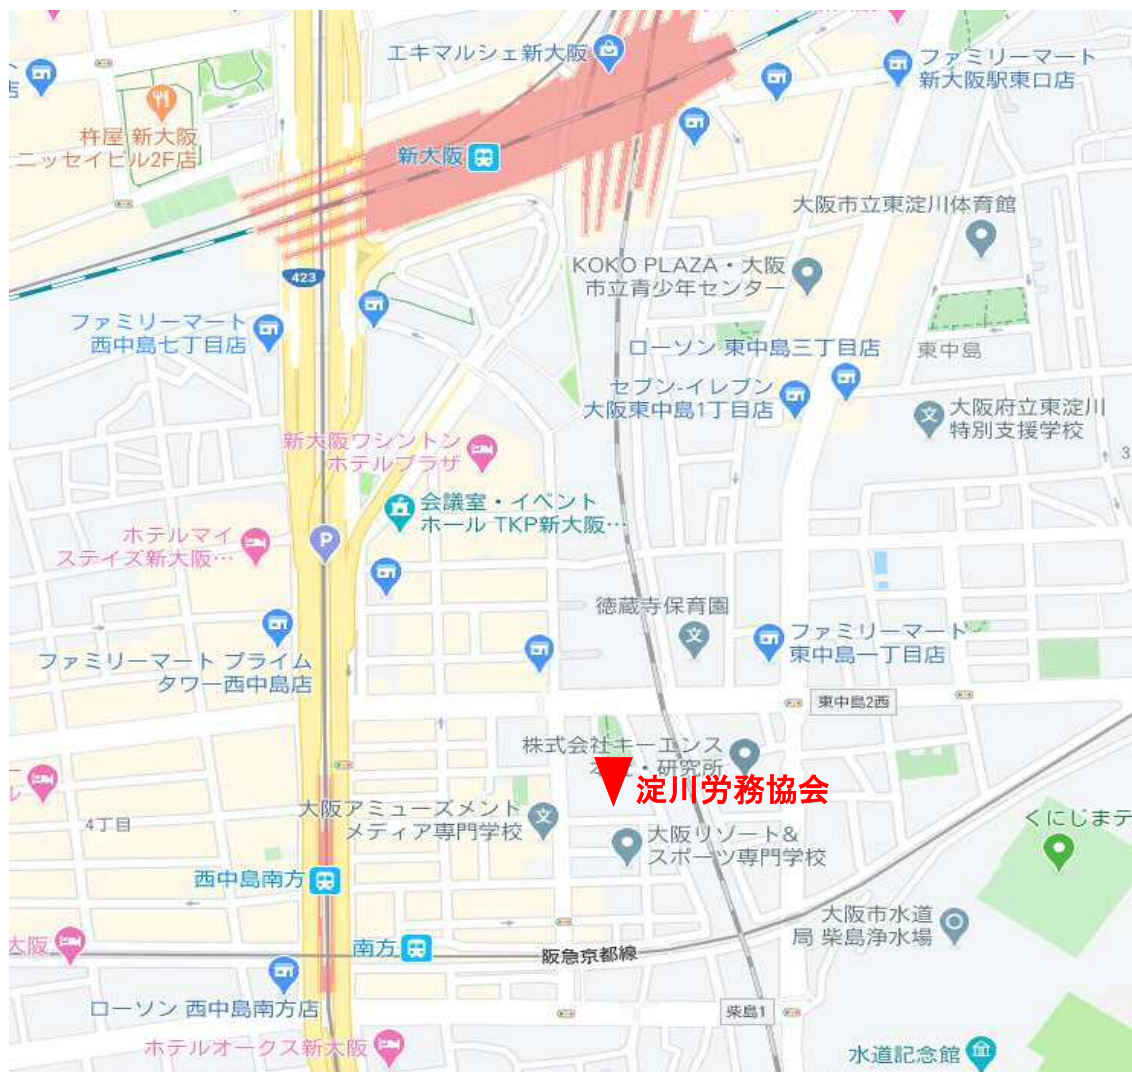 エキマルシェ新大阪
ファミリーマート
新大阪駅東口店
店
杵屋 新大阪
ニッセイビル2F店
新大阪
大阪市立東淀川体育館
423
KOKO PLAZA・大阪
市立青少年センター
ファミリーマート
西中島七丁目店
ローソン 東中島三丁目店
東中島
セブン-イレブン
大阪東中島1丁目店
大阪府立東淀川
特別支援学校
新大阪ワシントン
ホテルプラザ
3
会議室・イベント
ホール TKP新大阪…
ホテルマイ
ステイズ新大阪…
P
徳蔵寺保育園
ファミリーマート
東中島一丁目店
ファミリーマート プライム
タワー西中島店
東中島2西
株式会社キーエンス
・研究所
淀川労務協会
大阪アミューズメント
メディア専門学校
4丁目
大阪リゾート&
スポーツ専門学校
くにじまテ
西中島南方
大阪市水道
局 柴島浄水場
大阪
南方
阪急京都線
ローソン 西中島南方店
柴島1
ホテルオークス新大阪
水道記念館